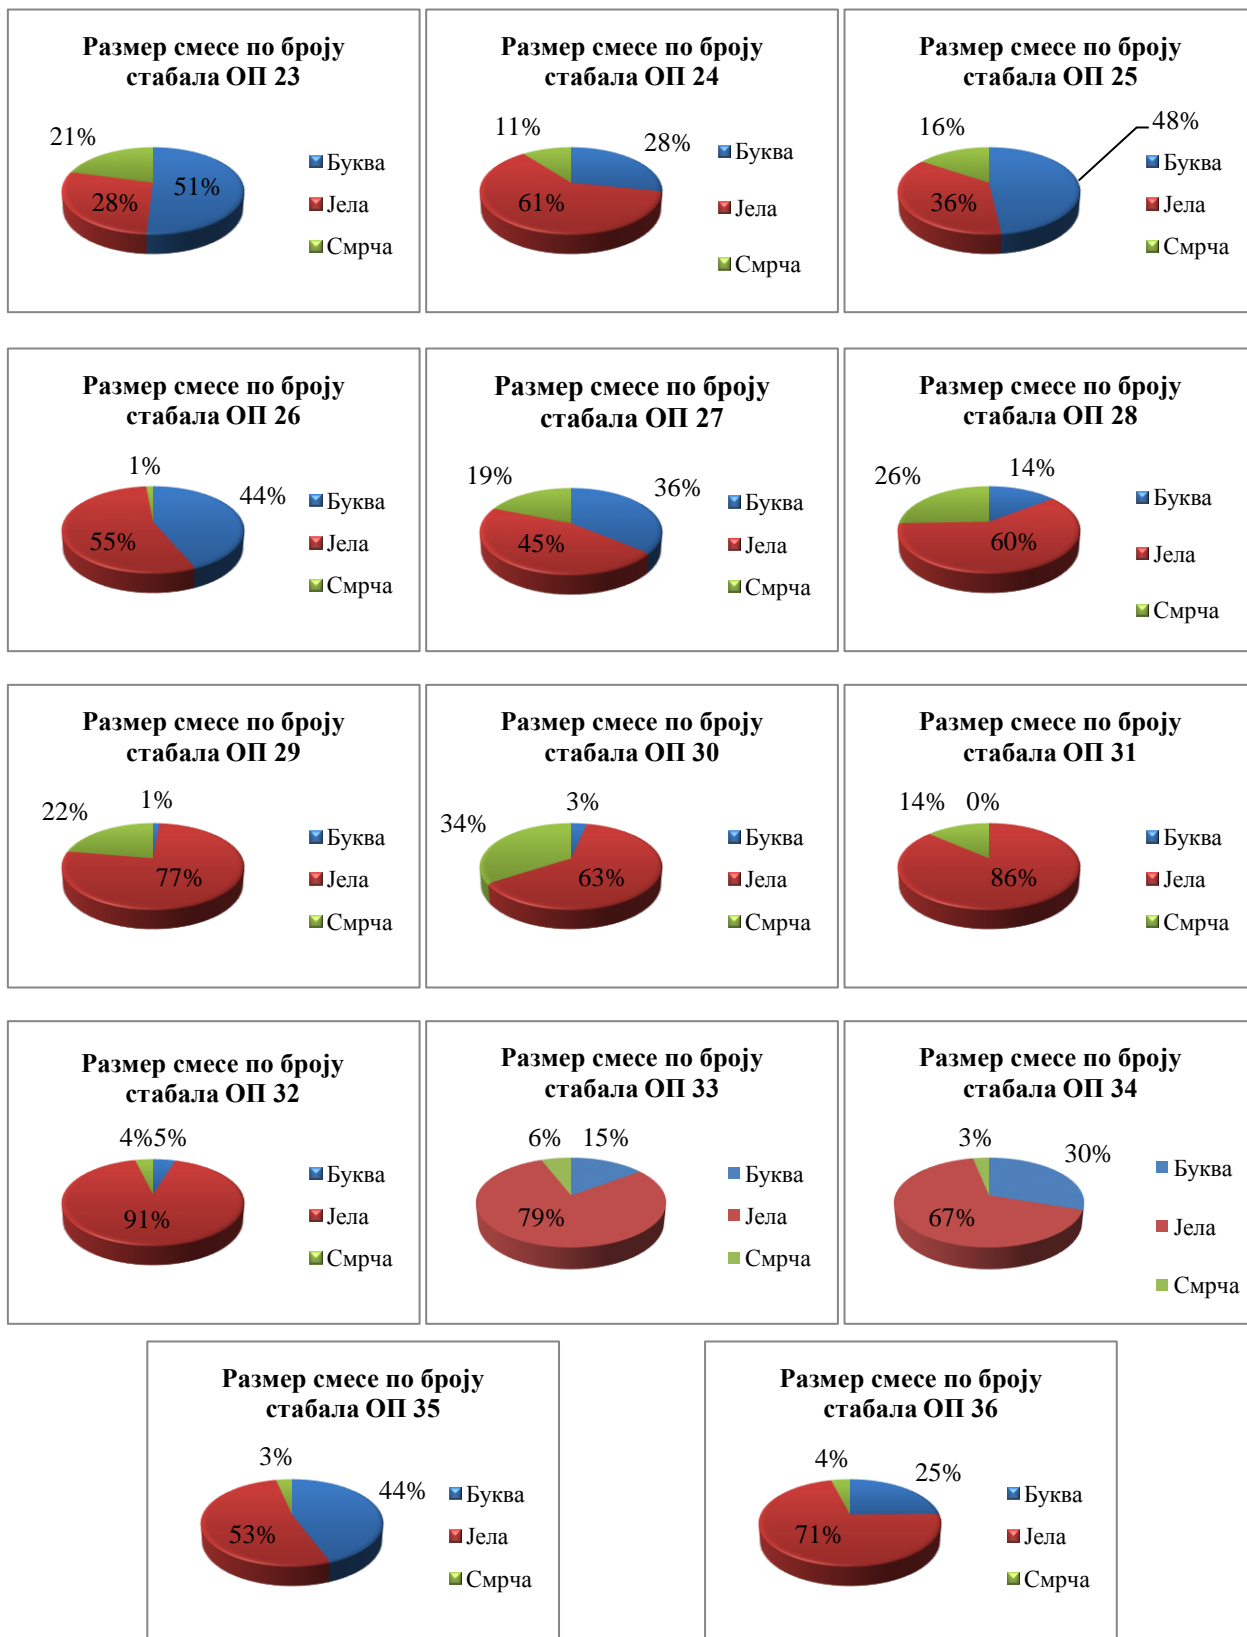 Размер смесе по броју
стабала ОП 23
21%
51%
28%
Буква
Јела
Смрча
Размер смесе по броју
стабала ОП 24
11%
28%
61%
Буква
Јела
Смрча
Размер смесе по броју
стабала ОП 25
16%
48%
36%
Буква
Јела
Смрча
Размер смесе по броју
стабала ОП 26
1%
44%
55%
Буква
Јела
Смрча
Размер смесе по броју
стабала ОП 27
19%
36%
45%
Буква
Јела
Смрча
Размер смесе по броју
стабала ОП 28
26%
14%
60%
Буква
Јела
Смрча
Размер смесе по броју
стабала ОП 29
22%
1%
77%
Буква
Јела
Смрча
Размер смесе по броју
стабала ОП 30
34%
3%
63%
Буква
Јела
Смрча
Размер смесе по броју
стабала ОП 31
14%
0%
86%
Буква
Јела
Смрча
Размер смесе по броју
стабала ОП 32
4%
5%
91%
Буква
Јела
Смрча
Размер смесе по броју
стабала ОП 33
6%
15%
79%
Буква
Јела
Смрча
Размер смесе по броју
стабала ОП 34
3%
30%
67%
Буква
Јела
Смрча
Размер смесе по броју
стабала ОП 35
3%
44%
53%
Буква
Јела
Смрча
Размер смесе по броју
стабала ОП 36
4%
25%
71%
Буква
Јела
Смрча